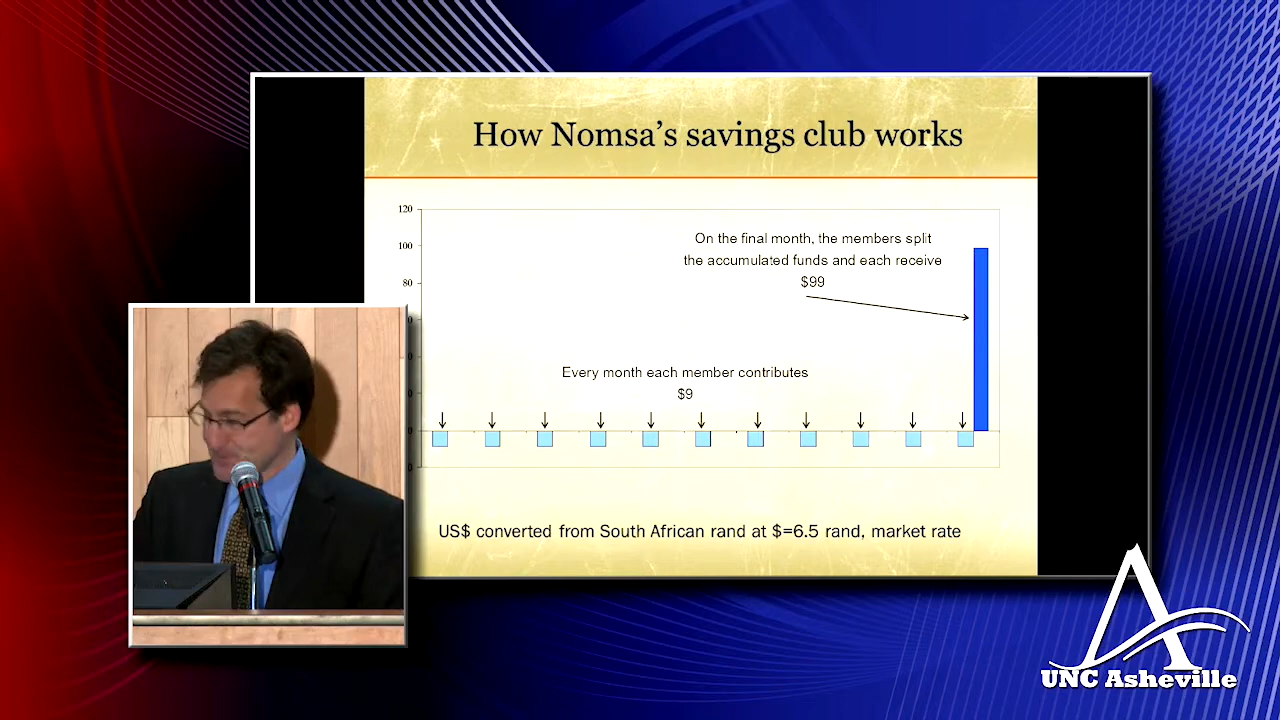 How Nomsa's savings club works
120
100
80
On the final month, the members split
the accumulated funds and each receive
$99
Every month each member contributes
$9
US$ converted from South African rand at $=6.5 rand, market rate
UNC Asheville